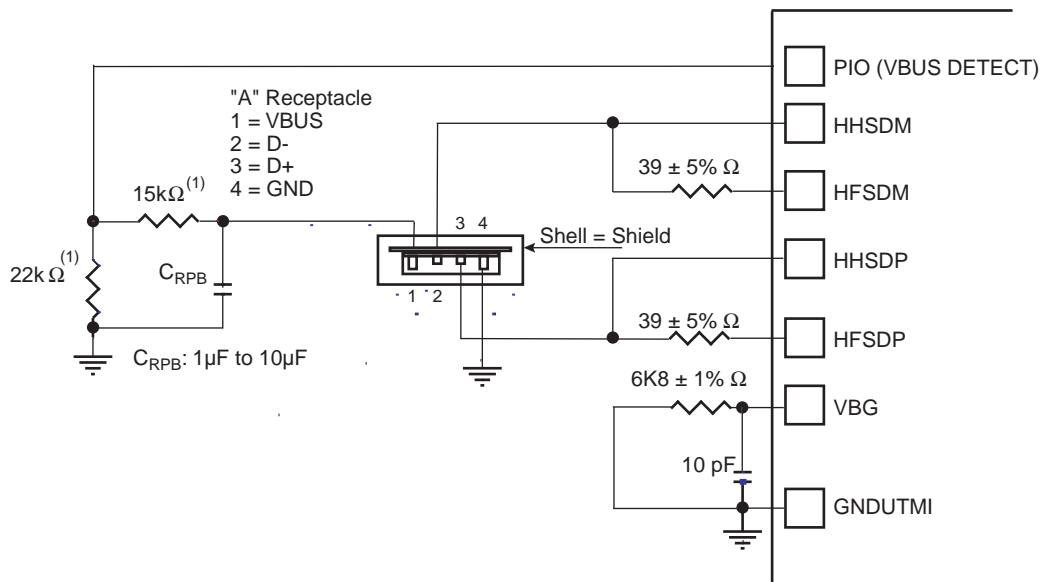 PIO (VBUS DETECT)
"A" Receptacle
1 = VBUS
2 = D-
3 = D+
4 = GND
HHSDM
39 ± 5% Ω
HFSDM
15kΩ(1)
3 4
Shell = Shield
HHSDP
22k Ω(1)
CRPB
1 2
39 ± 5% Ω
HFSDP
CRPB: 1µF to 10µF
6K8 ± 1% Ω
VBG
10 pF
GNDUTMI